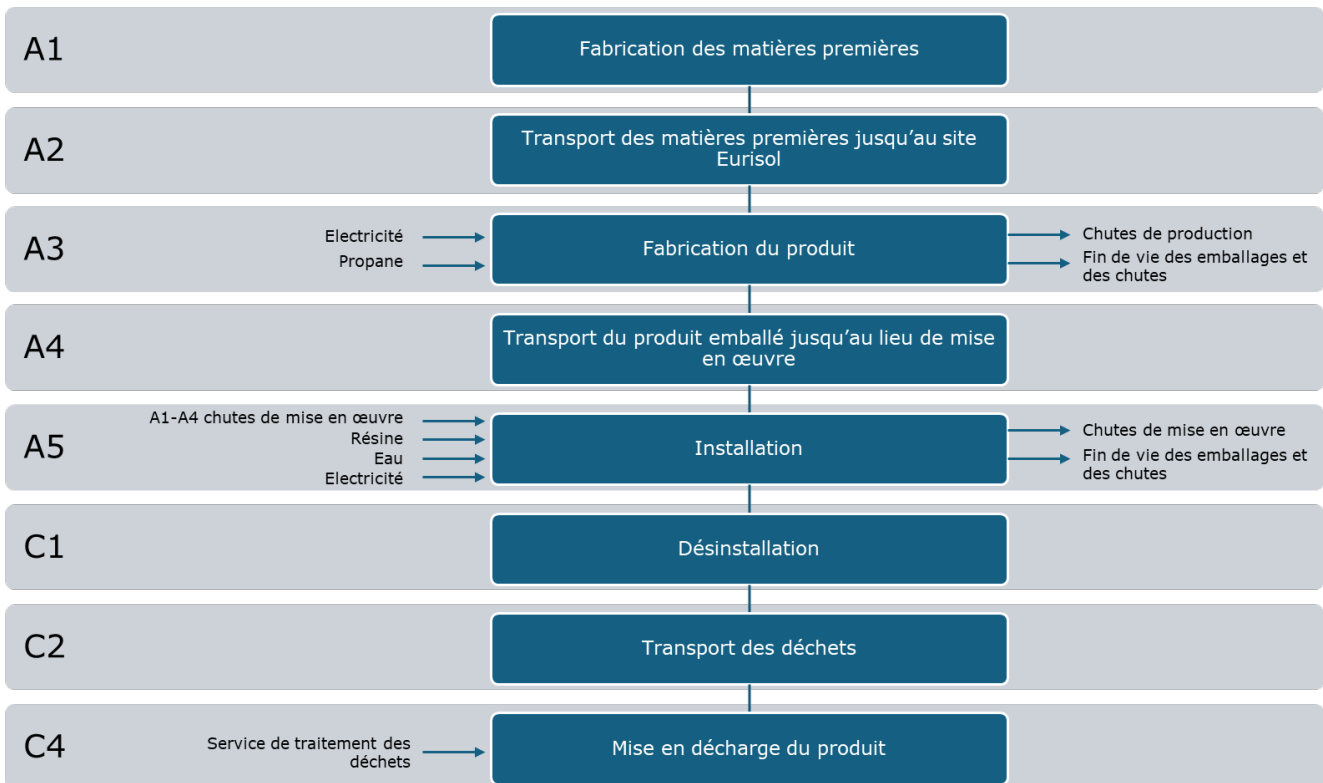 A1
Fabrication des matières premières
A2
Transport des matières premières jusqu'au site
Eurisol
A3
Electricité
Propane
Fabrication du produit
Chutes de production
Fin de vie des emballages et
des chutes
A4
Transport du produit emballé jusqu'au lieu de mise
en œuvre
A5
A1-A4 chutes de mise en œuvre
Résine
Eau
Electricité
Installation
Chutes de mise en œuvre
Fin de vie des emballages et
des chutes
C1
Désinstallation
C2
Transport des déchets
C4
Service de traitement des
déchets
Mise en décharge du produit